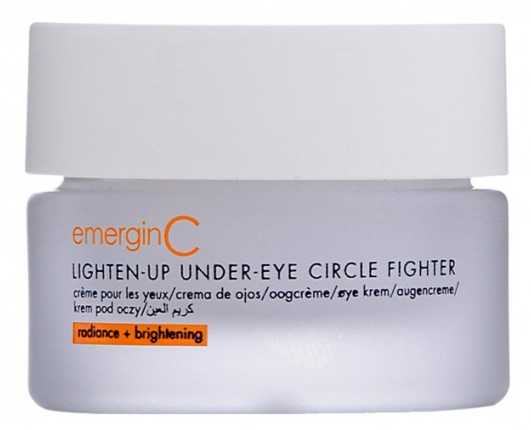 emerginC
LIGHTEN-UP UNDER-EYE CIRCLE FIGHTER
crème pour les yeux/crema de ojos/oogcrème/øye krem/augencreme/
krem pod oczy/كريم العين
radiance + brightening